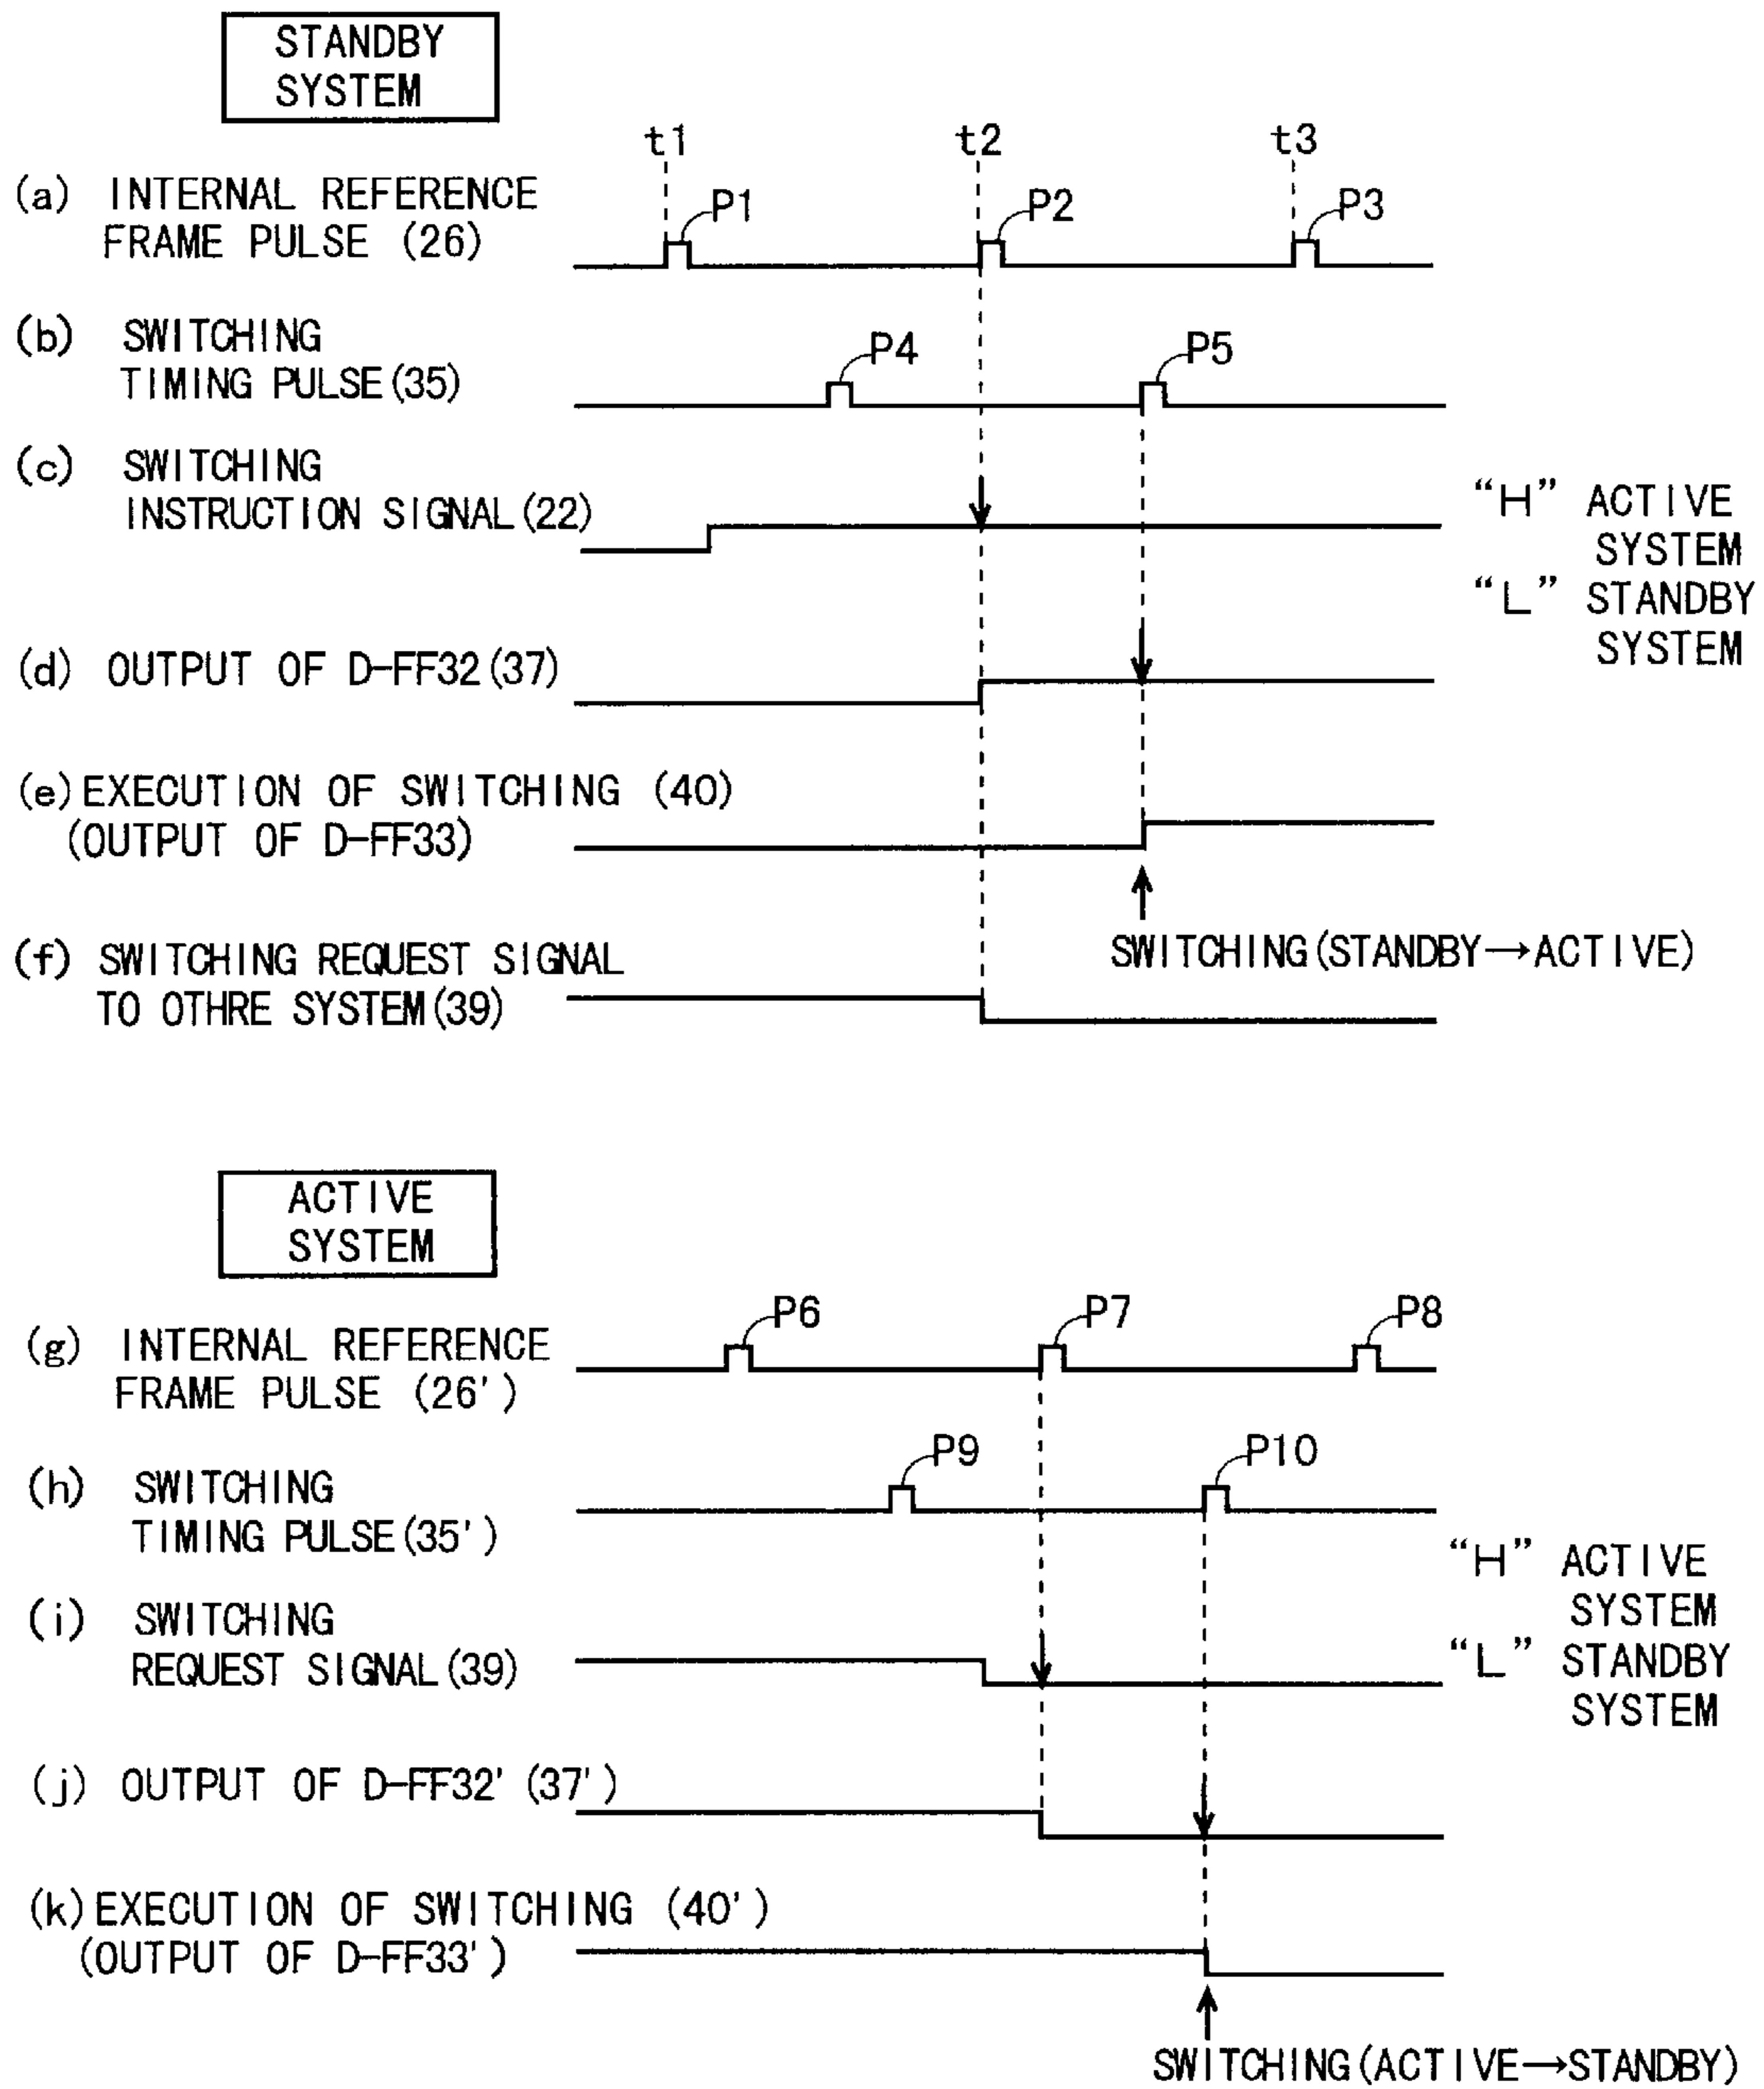 STANDBY
SYSTEM
t1
t2
t3
(a) INTERNAL REFERENCE
FRAME PULSE (26)
P1
P2
P3
(b) SWITCHING
TIMING PULSE(35)
P4
P5
(c) SWITCHING
INSTRUCTION SIGNAL(22)
“H” ACTIVE
SYSTEM
“L” STANDBY
SYSTEM
(d) OUTPUT OF D-FF32(37)
(e)EXECUTION OF SWITCHING (40)
(OUTPUT OF D-FF33)
SWITCHING(STANDBY→ACTIVE)
(f) SWITCHING REQUEST SIGNAL
TO OTHRE SYSTEM(39)
ACTIVE
SYSTEM
(g) INTERNAL REFERENCE
FRAME PULSE (26')
P6
P7
P8
(h) SWITCHING
TIMING PULSE(35')
P9
P10
(i) SWITCHING
REQUEST SIGNAL(39)
“H” ACTIVE
SYSTEM
“L” STANDBY
SYSTEM
(j) OUTPUT OF D-FF32' (37')
(k)EXECUTION OF SWITCHING (40')
(OUTPUT OF D-FF33')
SWITCHING(ACTIVE→STANDBY)